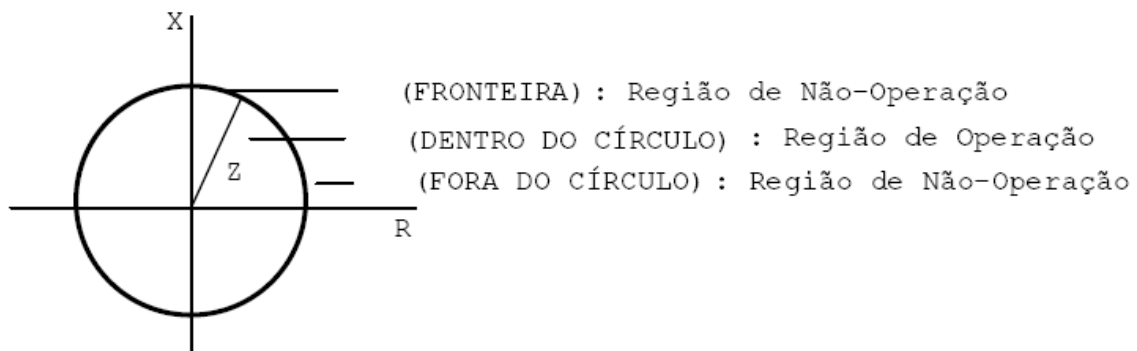 X
(FRONTEIRA): Região de Não-Operação
(DENTRO DO CÍRCULO) : Região de Operação
Z
(FORA DO CÍRCULO): Região de Não-Operação
R